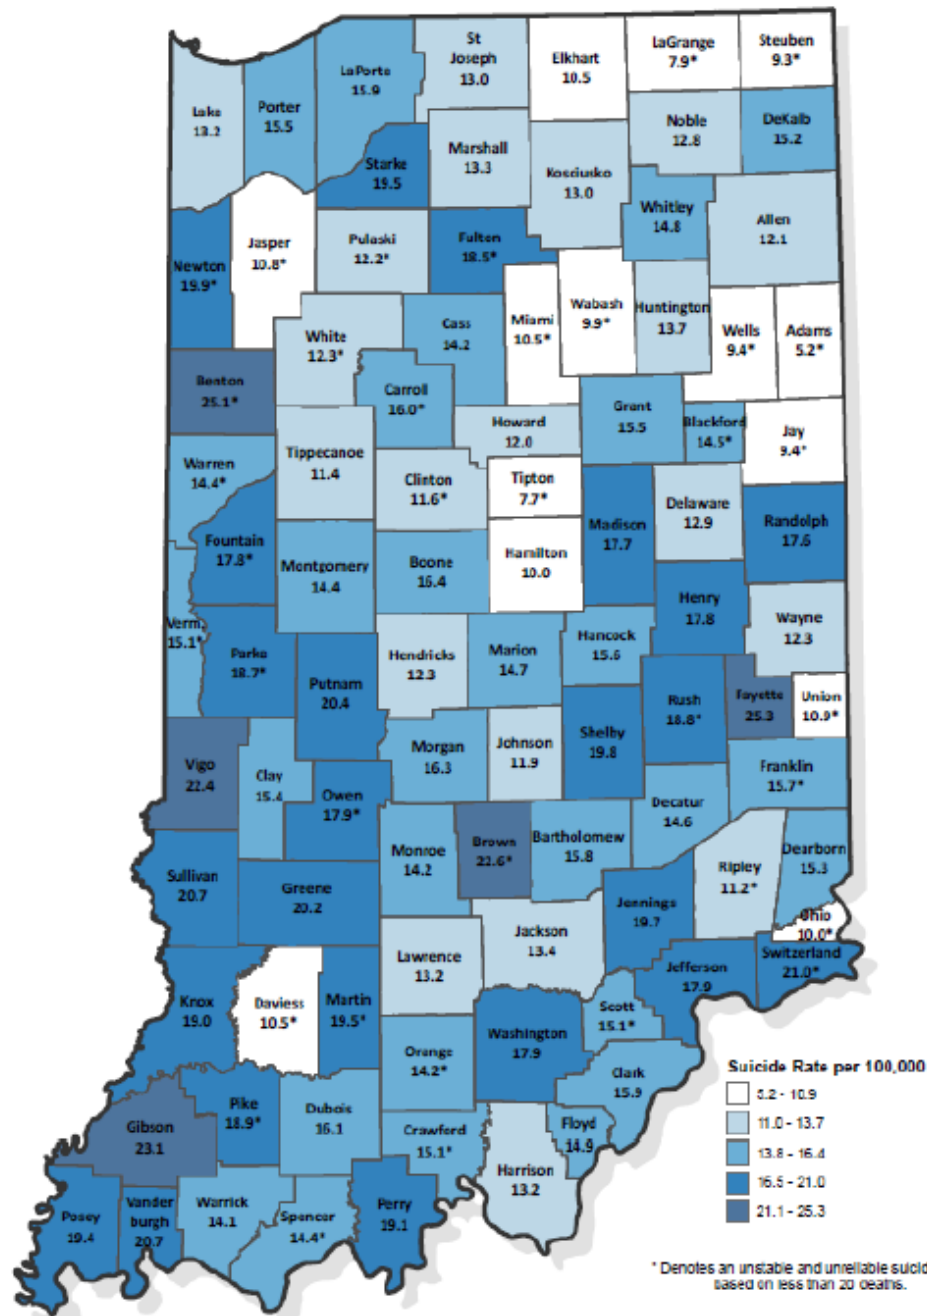 St
Joseph
13.0
Elkhart
10.5
LaGrange
7.9*
Steuben
9.3*
LaPorte
15.9
Lake
13.2
Porter
15.5
Noble
12.8
DeKalb
15.2
Marshall
13.3
Starke
19.5
Kosciusko
13.0
Whitley
14.8
Allen
12.1
Newton
19.9*
Jasper
10.8*
Pulaski
12.2*
Fulton
18.5*
Miami
10.5*
Wabash
9.9*
Huntington
13.7
Wells
9.4*
Adams
5.2*
White
12.3*
Cass
14.2
Benton
25.1*
Carroll
16.0*
Grant
15.5
Blackford
14.5*
Jay
9.4*
Howard
12.0
Tippecanoe
11.4
Warren
14.4*
Clinton
11.6*
Tipton
7.7*
Madison
17.7
Delaware
12.9
Randolph
17.6
Fountain
17.8*
Montgomery
14.4
Boone
16.4
Hamilton
10.0
Henry
17.8
Wayne
12.3
Verm.
15.1*
Parke
18.7*
Putnam
20.4
Hendricks
12.3
Marion
14.7
Hancock
15.6
Rush
18.8*
Fayette
25.3
Union
10.9*
Shelby
19.8
Vigo
22.4
Clay
15.4
Morgan
16.3
Johnson
11.9
Franklin
15.7*
Owen
17.9*
Decatur
14.6
Monroe
14.2
Brown
22.6*
Bartholomew
15.8
Ripley
11.2*
Dearborn
15.3
Sullivan
20.7
Greene
20.2
Jennings
19.7
Ohio
10.0*
Jackson
13.4
Lawrence
13.2
Jefferson
17.9
Switzerland
21.0*
Knox
19.0
Daviess
10.5*
Martin
19.5*
Washington
17.9
Scott
15.1*
Orange
14.2*
Clark
15.9
Gibson
23.1
Pike
18.9*
Dubois
16.1
Crawford
15.1*
Floyd
14.9
Harrison
13.2
Posey
19.4
Vander
burgh
20.7
Warrick
14.1
Spencer
14.4*
Perry
19.1
Suicide Rate per 100,000
5.2 - 10.9
11.0 - 13.7
13.8 - 16.4
16.5 - 21.0
21.1 - 25.3
* Denotes an unstable and unreliable suicid
based on less than 20 deaths.